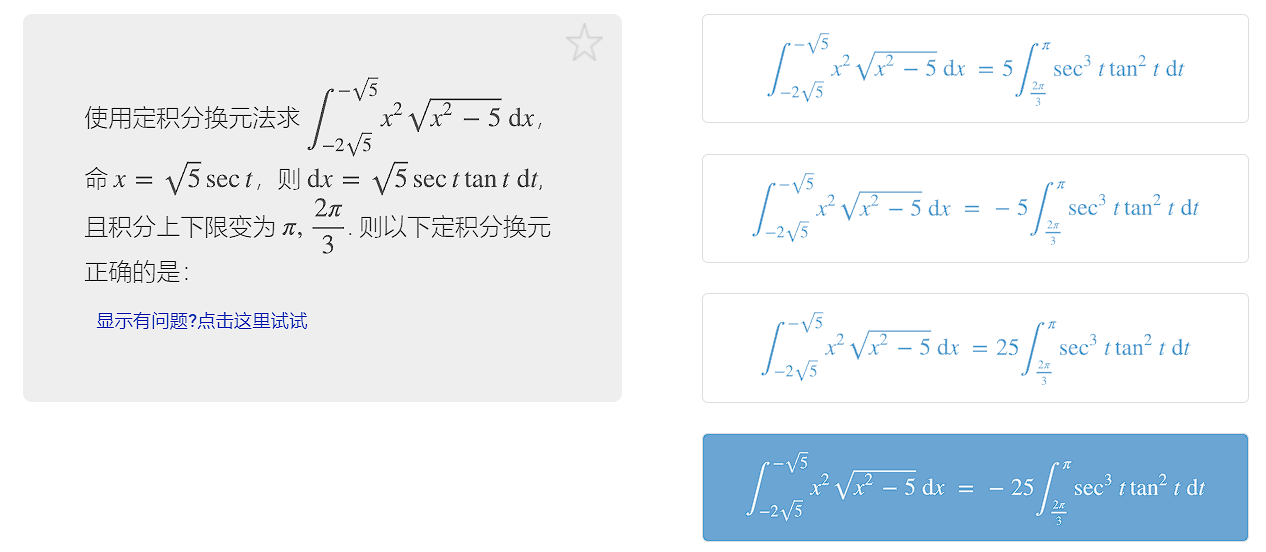 使用定积分换元法求 $\int_{-2\sqrt{5}}^{-\sqrt{5}} x^2 \sqrt{x^2 - 5} \, \mathrm{d}x$,
命 $x = \sqrt{5} \sec t$, 则 $\mathrm{d}x = \sqrt{5} \sec t \tan t \, \mathrm{d}t$,
且积分上下限变为 $\pi, \frac{2\pi}{3}$. 则以下定积分换元
正确的是:
显示有问题?点击这里试试
$\int_{-2\sqrt{5}}^{-\sqrt{5}} x^2 \sqrt{x^2 - 5} \, \mathrm{d}x = 5 \int_{\frac{2\pi}{3}}^{\pi} \sec^3 t \tan^2 t \, \mathrm{d}t$
$\int_{-2\sqrt{5}}^{-\sqrt{5}} x^2 \sqrt{x^2 - 5} \, \mathrm{d}x = -5 \int_{\frac{2\pi}{3}}^{\pi} \sec^3 t \tan^2 t \, \mathrm{d}t$
$\int_{-2\sqrt{5}}^{-\sqrt{5}} x^2 \sqrt{x^2 - 5} \, \mathrm{d}x = 25 \int_{\frac{2\pi}{3}}^{\pi} \sec^3 t \tan^2 t \, \mathrm{d}t$
$\int_{-2\sqrt{5}}^{-\sqrt{5}} x^2 \sqrt{x^2 - 5} \, \mathrm{d}x = -25 \int_{\frac{2\pi}{3}}^{\pi} \sec^3 t \tan^2 t \, \mathrm{d}t$